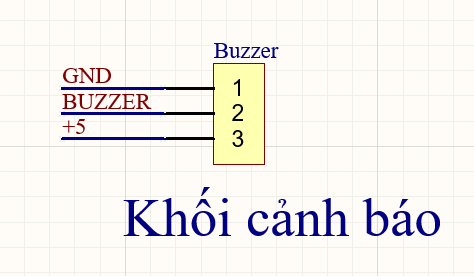 Buzzer
GND 1
BUZZER 2
+5 3
Khối cảnh báo